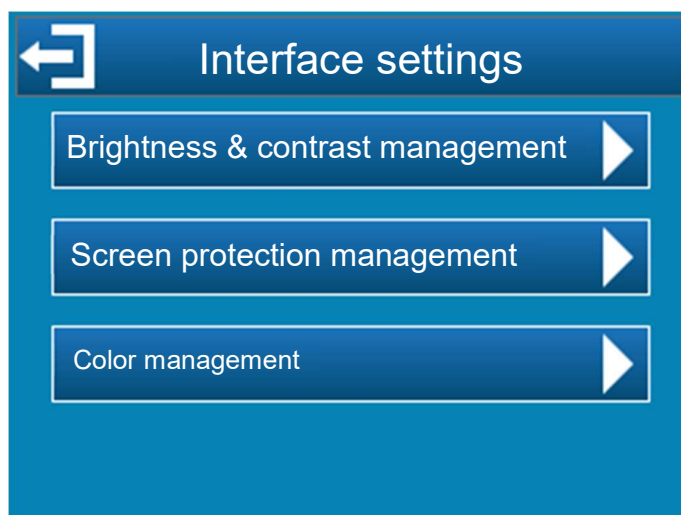 Interface settings
Brightness & contrast management
Screen protection management
Color management